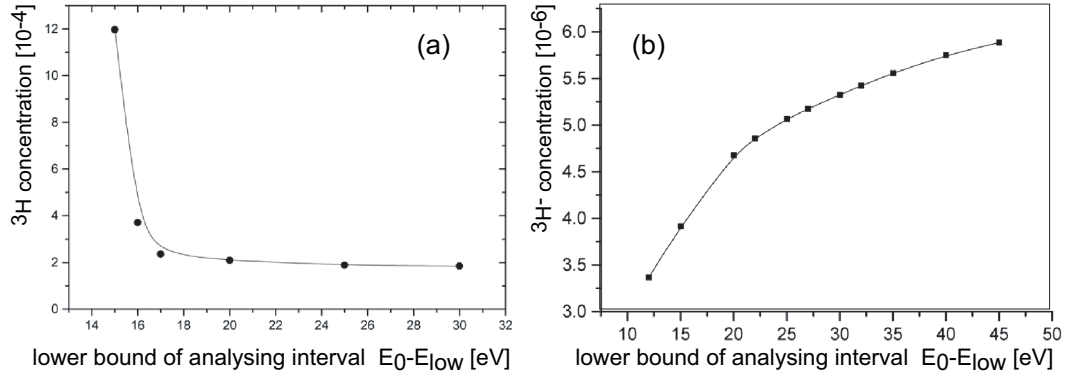 (a)
³H concentration [10⁻⁴]
12
10
8
6
4
2
0
14 16 18 20 22 24 26 28 30 32
lower bound of analysing interval E₀-Elow [eV]
(b)
³H- concentration [10⁻⁶]
6.0
5.5
5.0
4.5
4.0
3.5
3.0
10 15 20 25 30 35 40 45 50
lower bound of analysing interval E₀-Elow [eV]